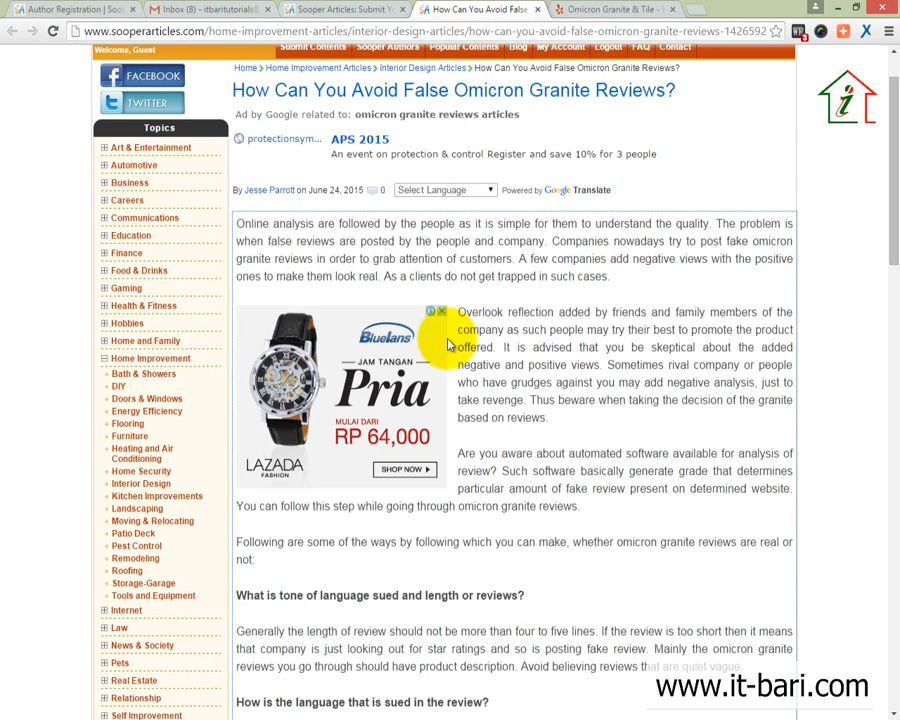 Author Registration | Soo
Inbox (8) - itbaritutorials@
Sooper Articles: Submit Y
How Can You Avoid False
Omicron Granite & Tile -
www.sooperarticles.com/home-improvement-articles/interior-design-articles/how-can-you-avoid-false-omicron-granite-reviews-1426592
Welcome, Guest
Submit Contents Sooper Authors Popular Contents Blog My Account Logout FAQ Contact
FACEBOOK
TWITTER
Topics
Art & Entertainment
Automotive
Business
Careers
Communications
Education
Finance
Food & Drinks
Gaming
Health & Fitness
Hobbies
Home and Family
Home Improvement
Bath & Showers
DIY
Doors & Windows
Energy Efficiency
Flooring
Furniture
Heating and Air
Conditioning
Home Security
Interior Design
Kitchen Improvements
Landscaping
Moving & Relocating
Patio Deck
Pest Control
Remodeling
Roofing
Storage-Garage
Tools and Equipment
Internet
Law
News & Society
Pets
Real Estate
Relationship
Self Improvement
Home > Home Improvement Articles > Interior Design Articles > How Can You Avoid False Omicron Granite Reviews?
How Can You Avoid False Omicron Granite Reviews?
Ad by Google related to: omicron granite reviews articles
protectionsym... APS 2015
An event on protection & control Register and save 10% for 3 people
By Jesse Parrott on June 24, 2015 0 Select Language Powered by Google Translate
Online analysis are followed by the people as it is simple for them to understand the quality. The problem is
when false reviews are posted by the people and company. Companies nowadays try to post fake omicron
granite reviews in order to grab attention of customers. A few companies add negative views with the positive
ones to make them look real. As a clients do not get trapped in such cases.
Bluelans
JAM TANGAN
Pria
MULAI DARI
RP 64,000
LAZADA
FASHION
SHOP NOW
Overlook reflection added by friends and family members of the
company as such people may try their best to promote the product
offered. It is advised that you be skeptical about the added
negative and positive views. Sometimes rival company or people
who have grudges against you may add negative analysis, just to
take revenge. Thus beware when taking the decision of the granite
based on reviews.
Are you aware about automated software available for analysis of
review? Such software basically generate grade that determines
particular amount of fake review present on determined website.
You can follow this step while going through omicron granite reviews.
Following are some of the ways by following which you can make, whether omicron granite reviews are real or
not:
What is tone of language sued and length or reviews?
Generally the length of review should not be more than four to five lines. If the review is too short then it means
that company is just looking out for star ratings and so is posting fake review. Mainly the omicron granite
reviews you go through should have product description. Avoid believing reviews that are quiet vague.
How is the language that is sued in the review?
www.it-bari.com